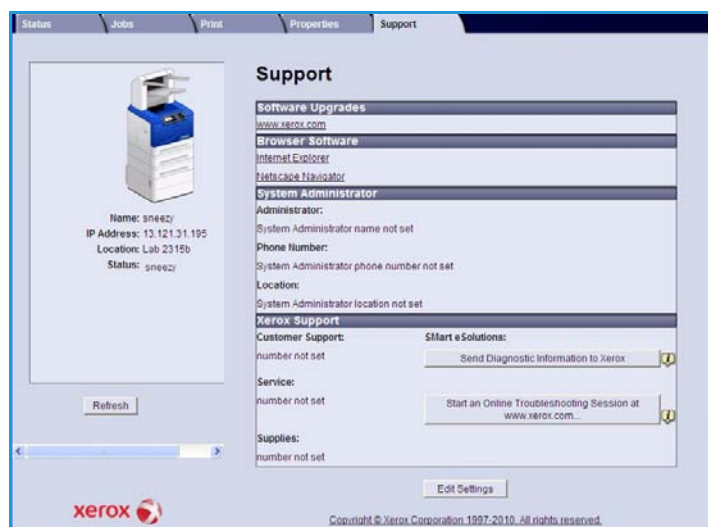 Status Jobs Print Properties Support
Name: sneezy
IP Address: 13.121.31.195
Location: Lab 2315b
Status: sneezy
Refresh
xerox
Support
Software Upgrades
www.xerox.com
Browser Software
Internet Explorer
Netscape Navigator
System Administrator
Administrator:
System Administrator name not set
Phone Number:
System Administrator phone number not set
Location:
System Administrator location not set
Xerox Support
Customer Support: SMart eSolutions:
number not set Send Diagnostic Information to Xerox
Service:
number not set Start an Online Troubleshooting Session at
www.xerox.com...
Supplies:
number not set
Edit Settings
Copyright © Xerox Corporation 1997-2010. All rights reserved.